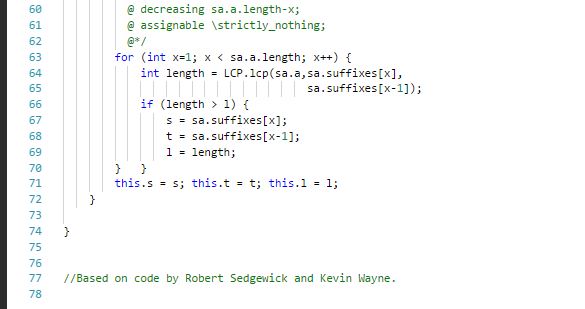 60 @ decreasing sa.a.length-x;
61 @ assignable \strictly_nothing;
62 @*/
63 for (int x=1; x < sa.a.length; x++) {
64 int length = LCP.lcp(sa.a,sa.suffixes[x],
65 sa.suffixes[x-1]);
66 if (length > l) {
67 s = sa.suffixes[x];
68 t = sa.suffixes[x-1];
69 l = length;
70 } }
71 this.s = s; this.t = t; this.l = l;
72 }
73
74 }
75
76
77 //Based on code by Robert Sedgewick and Kevin Wayne.
78